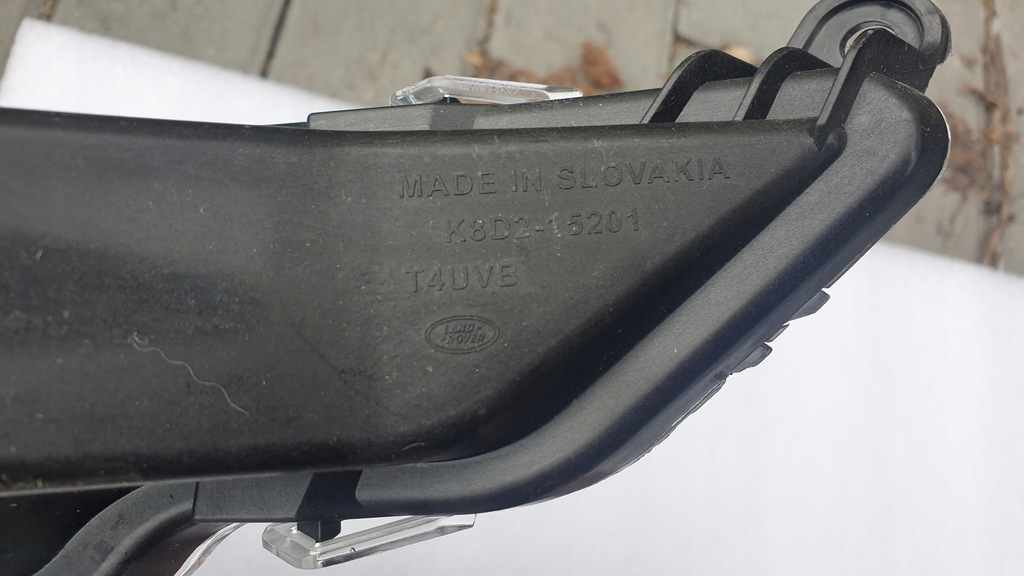 MADE IN SLOVAKIA
K8D2-15201
T4UVB
LAND-
ROVER